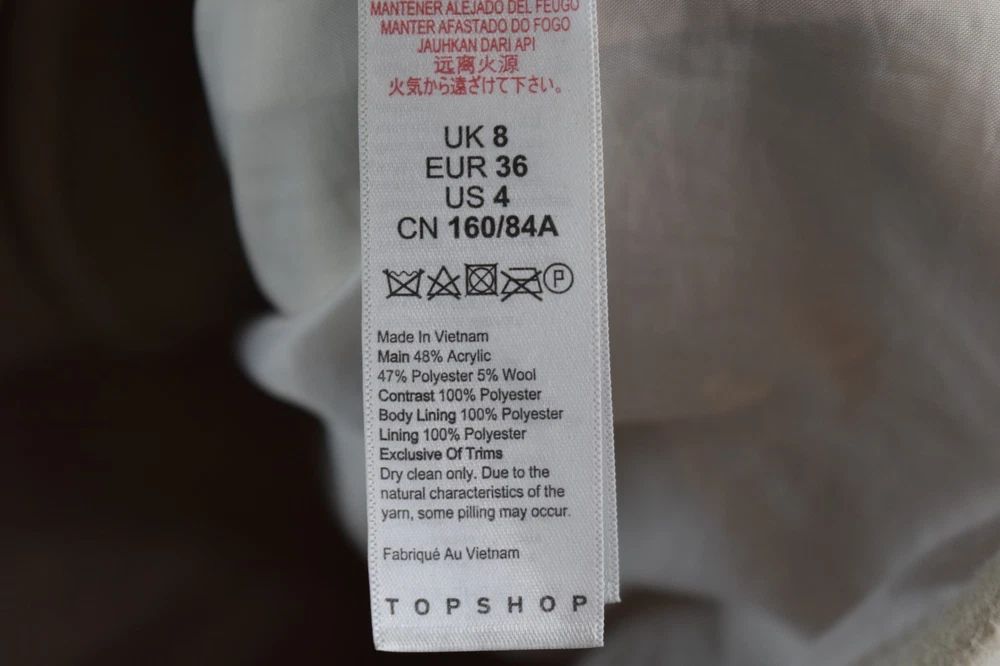 MANTENER ALEJADO DEL FEUGO
MANTER AFASTADO DO FOGO
JAUHKAN DARI API
远离火源
火気から遠ざけて下さい。
UK 8
EUR 36
US 4
CN 160/84A
P
Made In Vietnam
Main 48% Acrylic
47% Polyester 5% Wool
Contrast 100% Polyester
Body Lining 100% Polyester
Lining 100% Polyester
Exclusive Of Trims
Dry clean only. Due to the
natural characteristics of the
yarn, some pilling may occur.
Fabriqué Au Vietnam
TOPSHOP